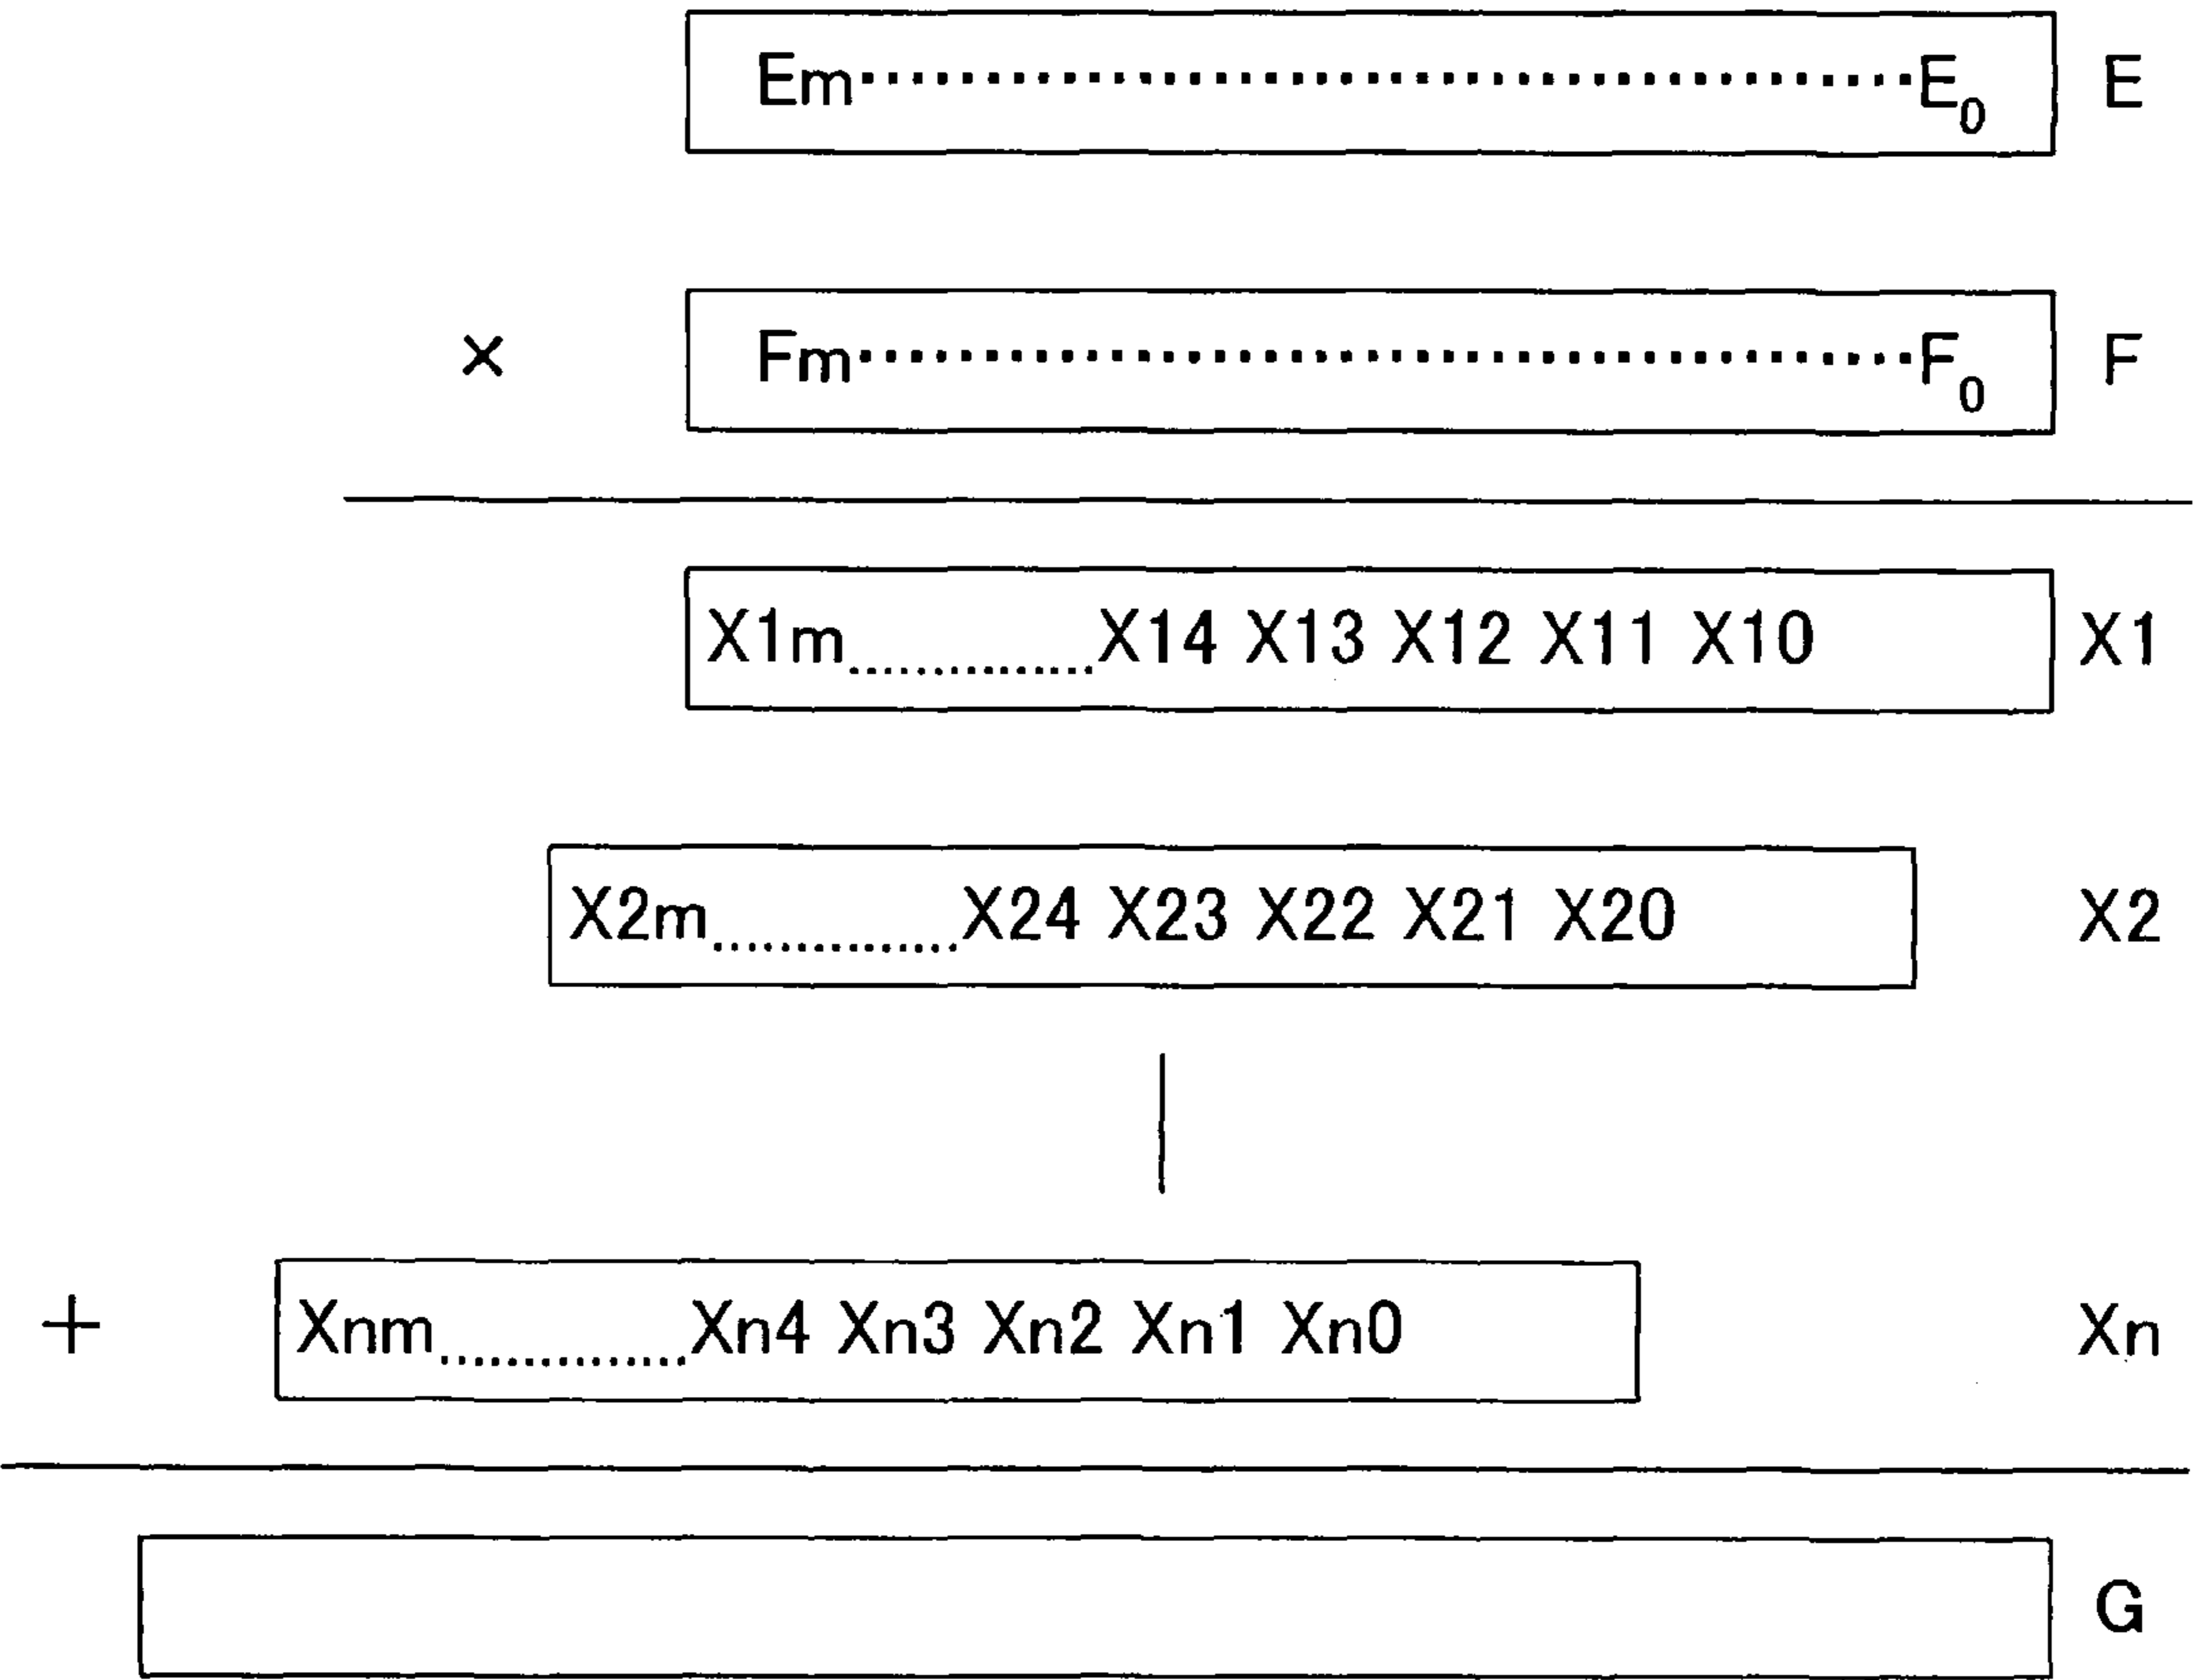 Em.........................................E0 E
× Fm.........................................F0 F
X1m..............X14 X13 X12 X11 X10 X1
X2m..............X24 X23 X22 X21 X20 X2
+ Xnm..............Xn4 Xn3 Xn2 Xn1 Xn0 Xn
G